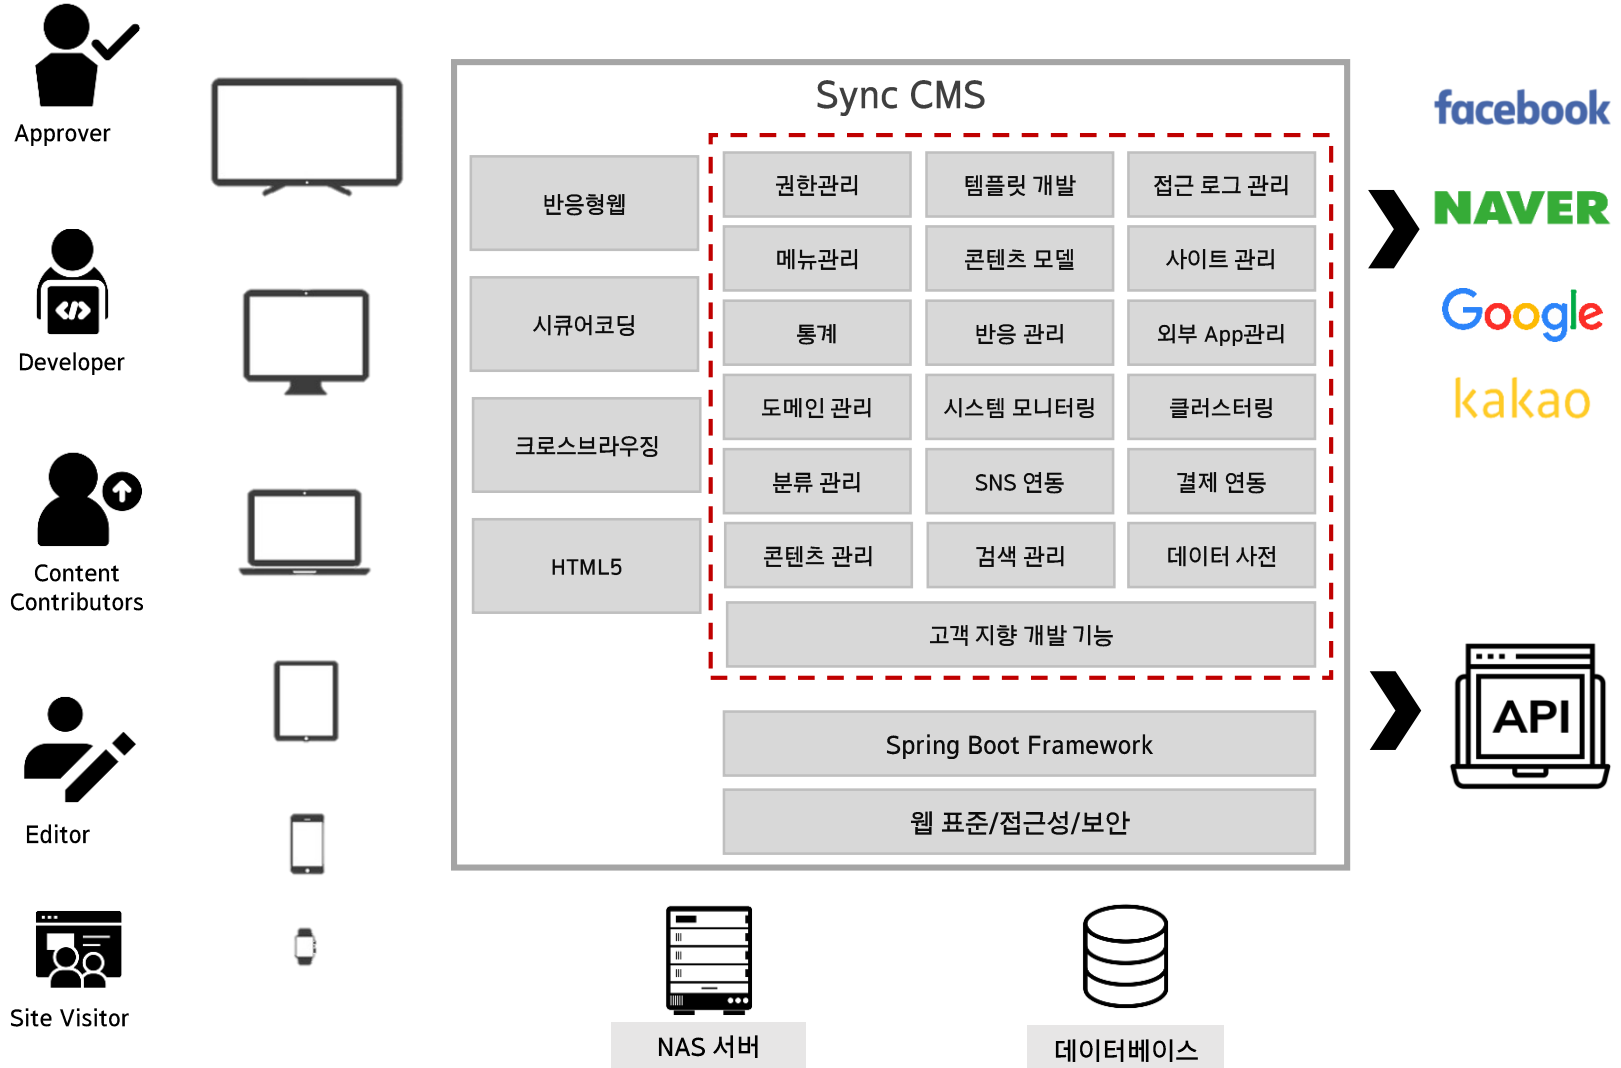 Approver
Developer
Content
Contributors
Editor
Site Visitor
Sync CMS
반응형웹
시큐어코딩
크로스브라우징
HTML5
권한관리
템플릿 개발
접근 로그 관리
메뉴관리
콘텐츠 모델
사이트 관리
통계
반응 관리
외부 App관리
도메인 관리
시스템 모니터링
클러스터링
분류 관리
SNS 연동
결제 연동
콘텐츠 관리
검색 관리
데이터 사전
고객 지향 개발 기능
Spring Boot Framework
웹 표준/접근성/보안
NAS 서버
데이터베이스
facebook
NAVER
Google
kakao
API